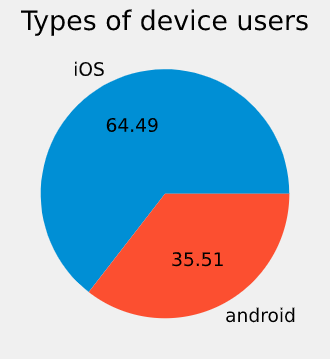 Types of device users
iOS
64.49
35.51
android